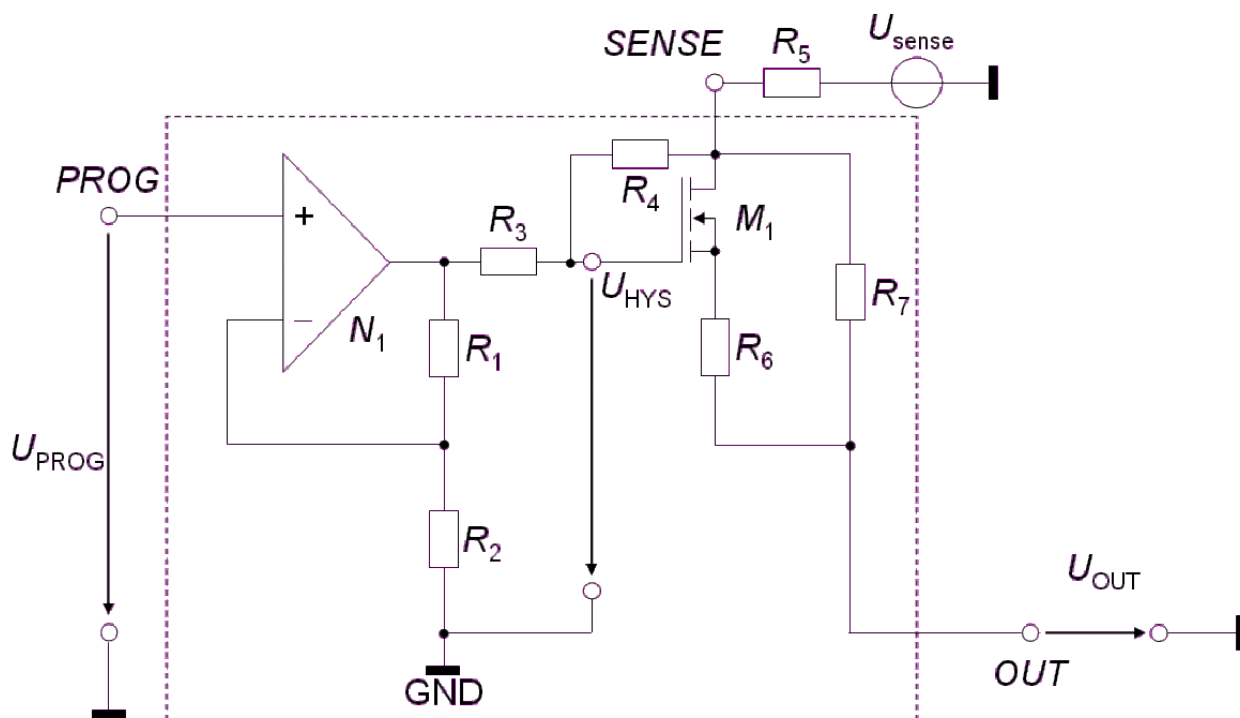 SENSE
R5
Usense
PROG
+
R4
M1
R3
UHYS
R7
−
N1
R1
R6
UPROG
R2
UOUT
OUT
GND